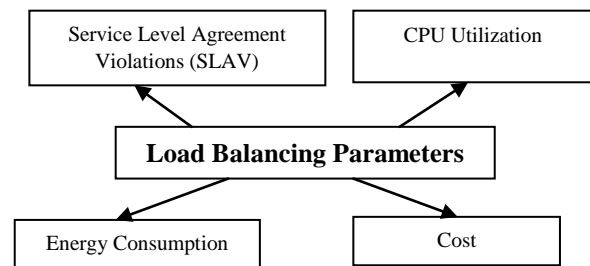 Service Level Agreement
Violations (SLAV)
CPU Utilization
Load Balancing Parameters
Energy Consumption
Cost